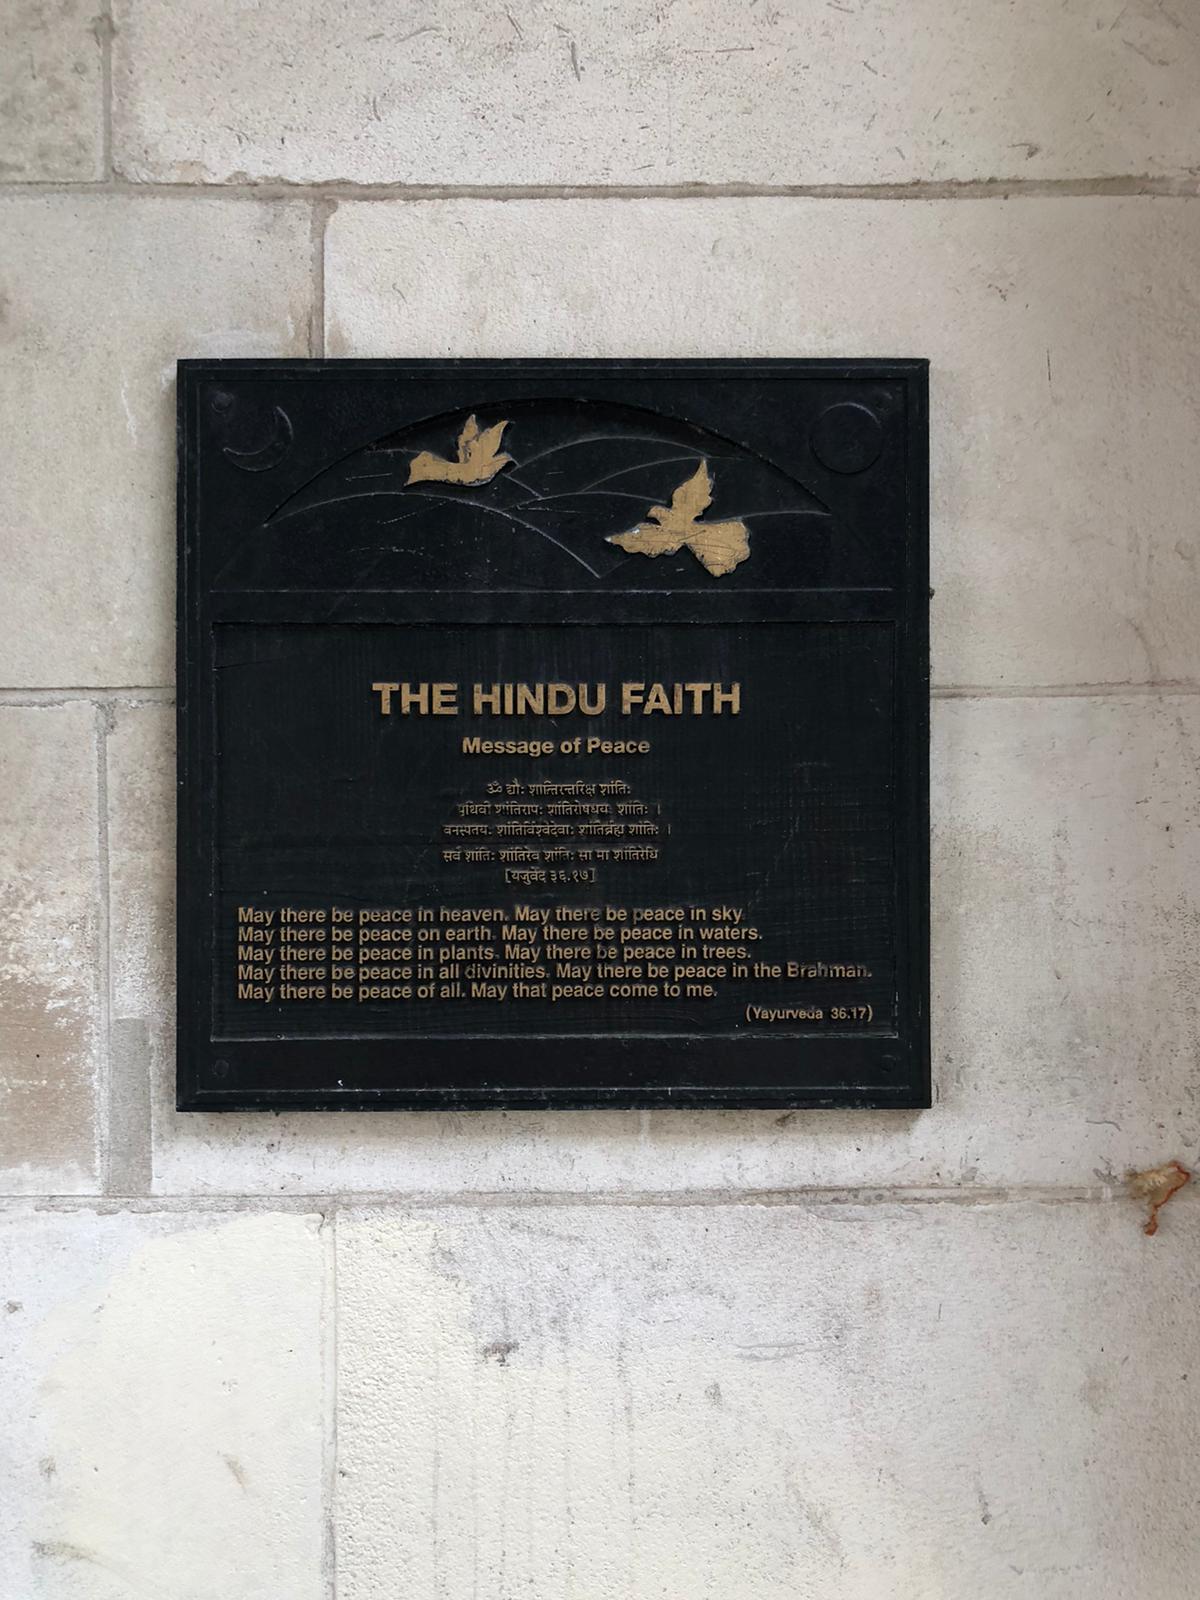 THE HINDU FAITH
Message of Peace
ॐ द्यौः शान्तिरन्तरिक्ष शांतिः
पृथिवी शांतिरापः शांतिरोषधयः शांतिः ।
वनस्पतयः शांतिर्विश्वेदेवाः शांतिर्ब्रह्म शांतिः ।
सर्व शांतिः शांतिरेव शांतिः सा मा शांतिरेधि
[यजुर्वेद ३६.१७]
May there be peace in heaven. May there be peace in sky.
May there be peace on earth. May there be peace in waters.
May there be peace in plants. May there be peace in trees.
May there be peace in all divinities. May there be peace in the Brahman.
May there be peace of all. May that peace come to me.
(Yayurveda 36.17)